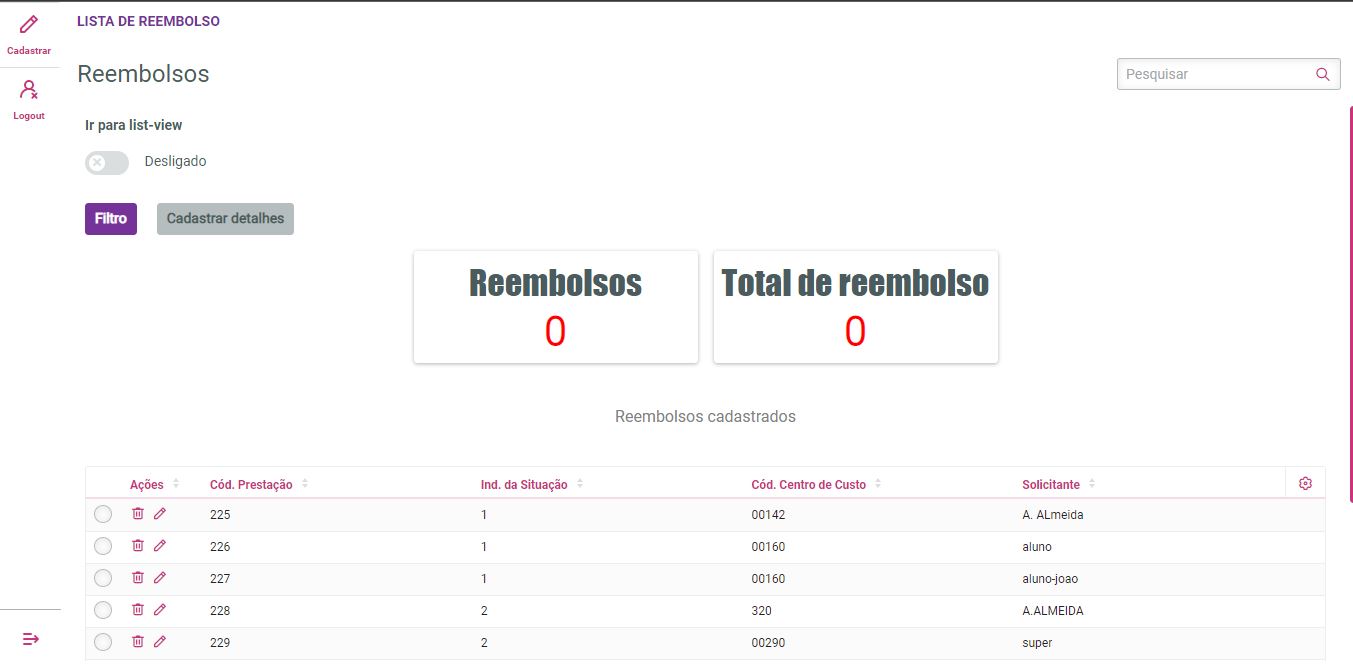 Cadastrar
Logout
LISTA DE REEMBOLSO
Reembolsos
Pesquisar
Ir para list-view
Desligado
Filtro Cadastrar detalhes
Reembolsos Total de reembolso
0 0
Reembolsos cadastrados
Ações Cód. Prestação Ind. da Situação Cód. Centro de Custo Solicitante
225 1 00142 A. ALmeida
226 1 00160 aluno
227 1 00160 aluno-joao
228 2 320 A.ALMEIDA
229 2 00290 super